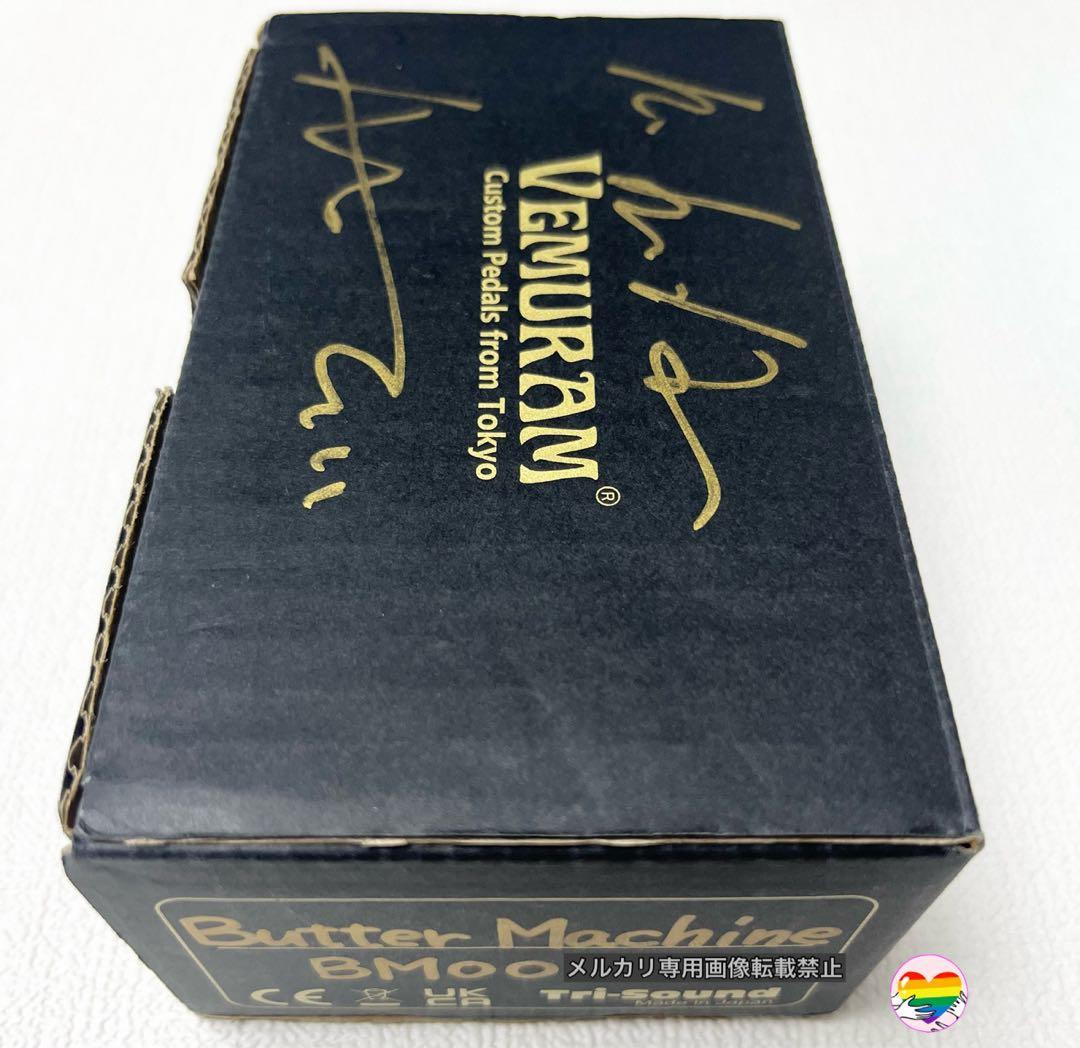 VEMURAM®
Custom Pedals from Tokyo
Butter Machine
BM00
メルカリ専用画像転載禁止
CE UK
Tri-Sound
Made in Japan